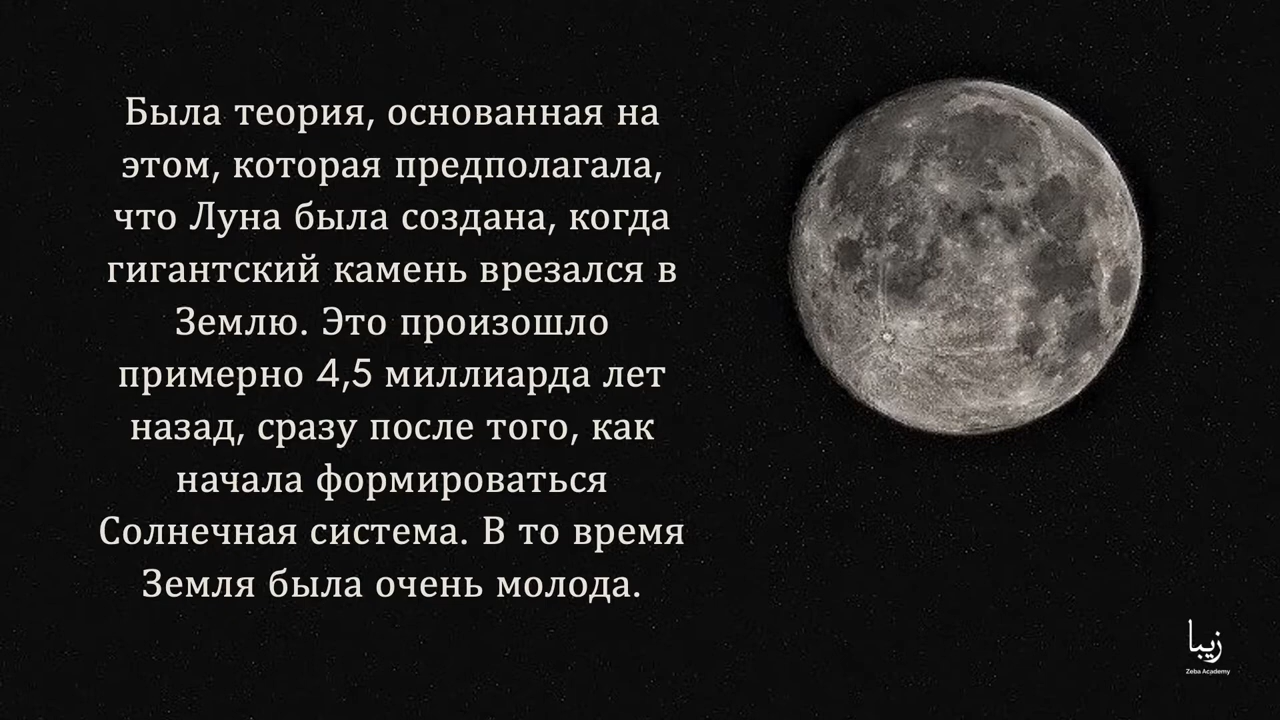 Была теория, основанная на
этом, которая предполагала,
что Луна была создана, когда
гигантский камень врезался в
Землю. Это произошло
примерно 4,5 миллиарда лет
назад, сразу после того, как
начала формироваться
Солнечная система. В то время
Земля была очень молода.
زيبا
Zeba Academy